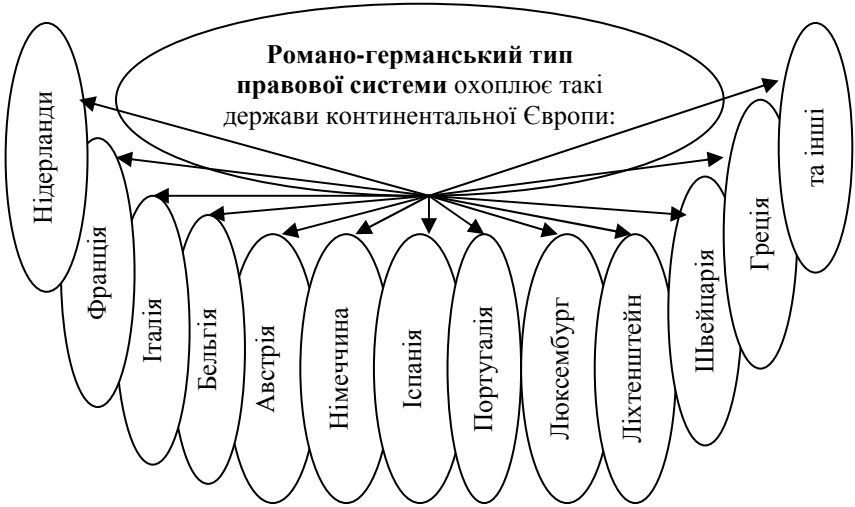 Романо-германський тип
правової системи охоплює такі
держави континентальної Європи:
Нідерланди
Франція
Італія
Бельгія
Австрія
Німеччина
Іспанія
Португалія
Люксембург
Ліхтенштейн
Швейцарія
Греція
та інші